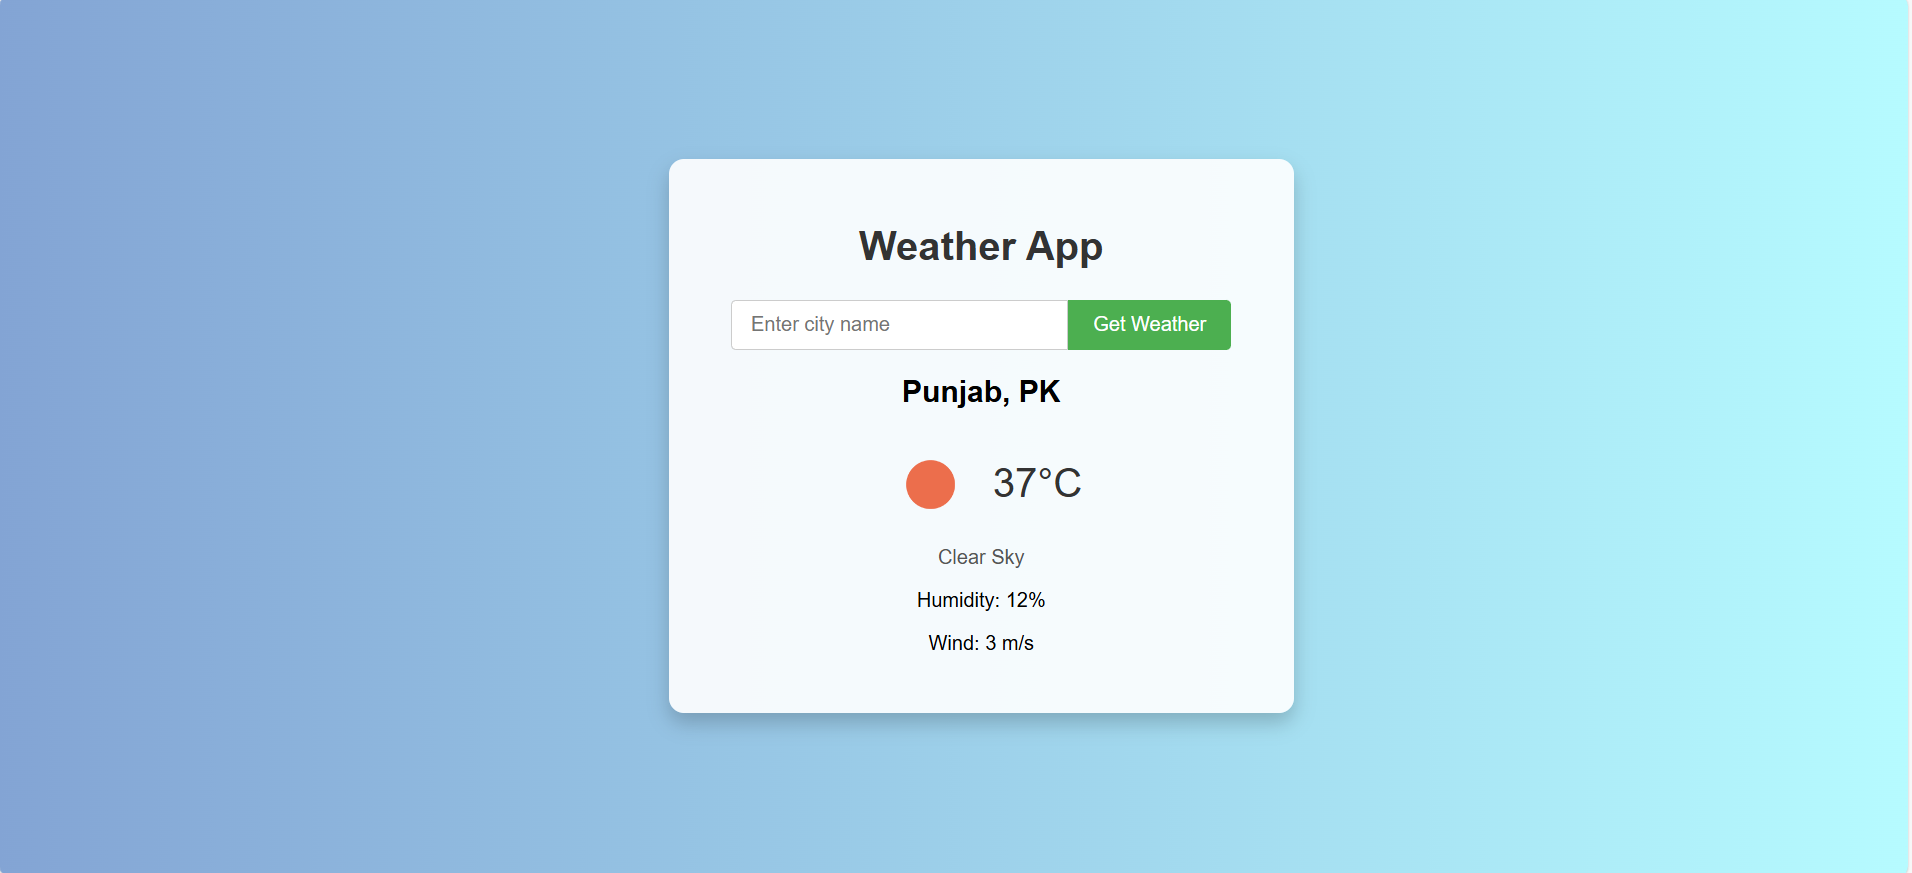 Weather App
Enter city name Get Weather
Punjab, PK
37°C
Clear Sky
Humidity: 12%
Wind: 3 m/s